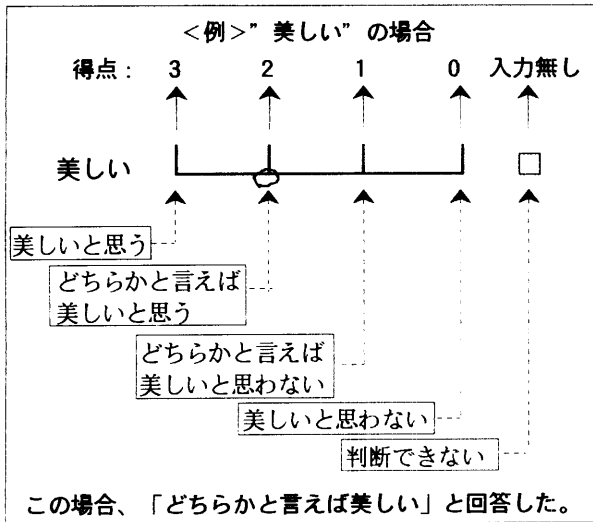 ＜例＞”美しい”の場合
得点： 3 2 1 0 入力無し
美しい
美しいと思う
どちらかと言えば
美しいと思う
どちらかと言えば
美しいと思わない
美しいと思わない
判断できない
この場合、「どちらかと言えば美しい」と回答した。